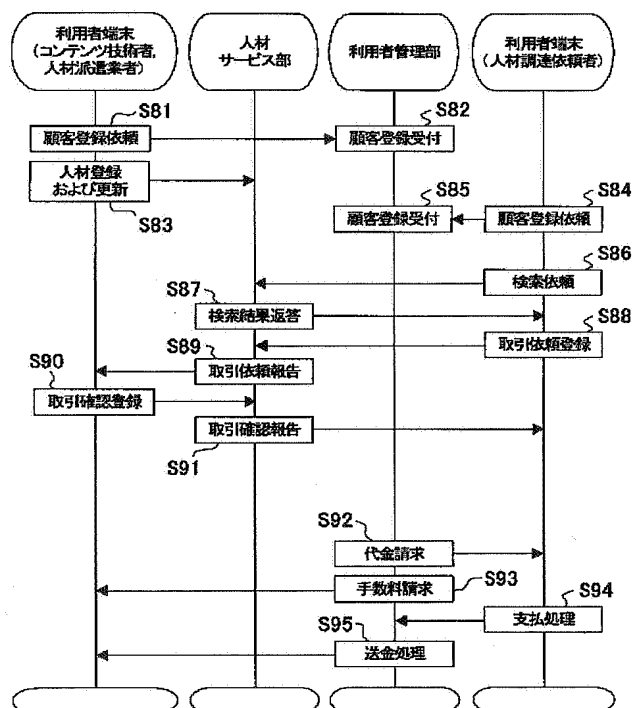 利用者端末
(コンテンツ技術者,
人材派遣業者)
人材
サービス部
利用者管理部
利用者端末
(人材調達依頼者)
S81
顧客登録依頼
S82
顧客登録受付
人材登録
および更新
S83
S85
顧客登録受付
S84
顧客登録依頼
S86
検索依頼
S87
検索結果返答
S88
取引依頼登録
S89
取引依頼報告
S90
取引確認登録
取引確認報告
S91
S92
代金請求
手数料請求
S93
S94
支払処理
S95
送金処理